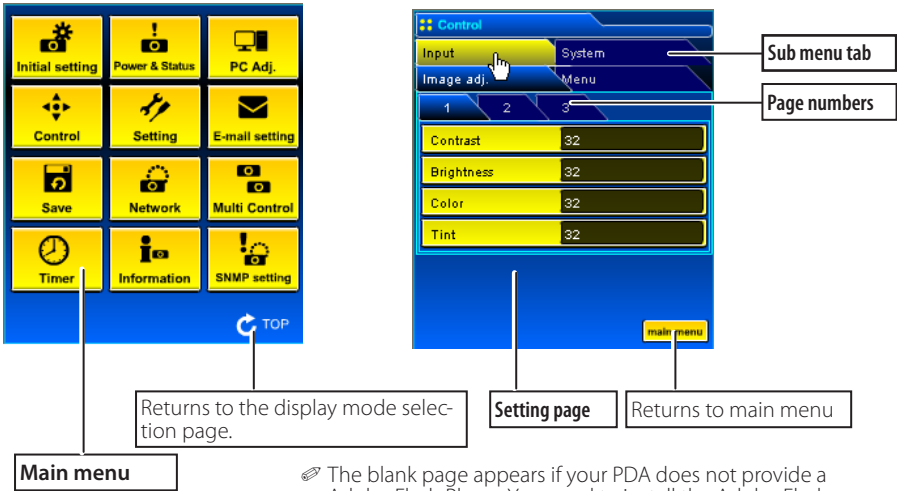 Initial setting
Power & Status
PC Adj.
Control
Setting
E-mail setting
Save
Network
Multi Control
Timer
Information
SNMP setting
TOP
Control
Input
System
Image adj.
Menu
1 2 3
Contrast 32
Brightness 32
Color 32
Tint 32
main menu
Sub menu tab
Page numbers
Returns to the display mode selec-
tion page.
Setting page
Returns to main menu
Main menu
✐ The blank page appears if your PDA does not provide a